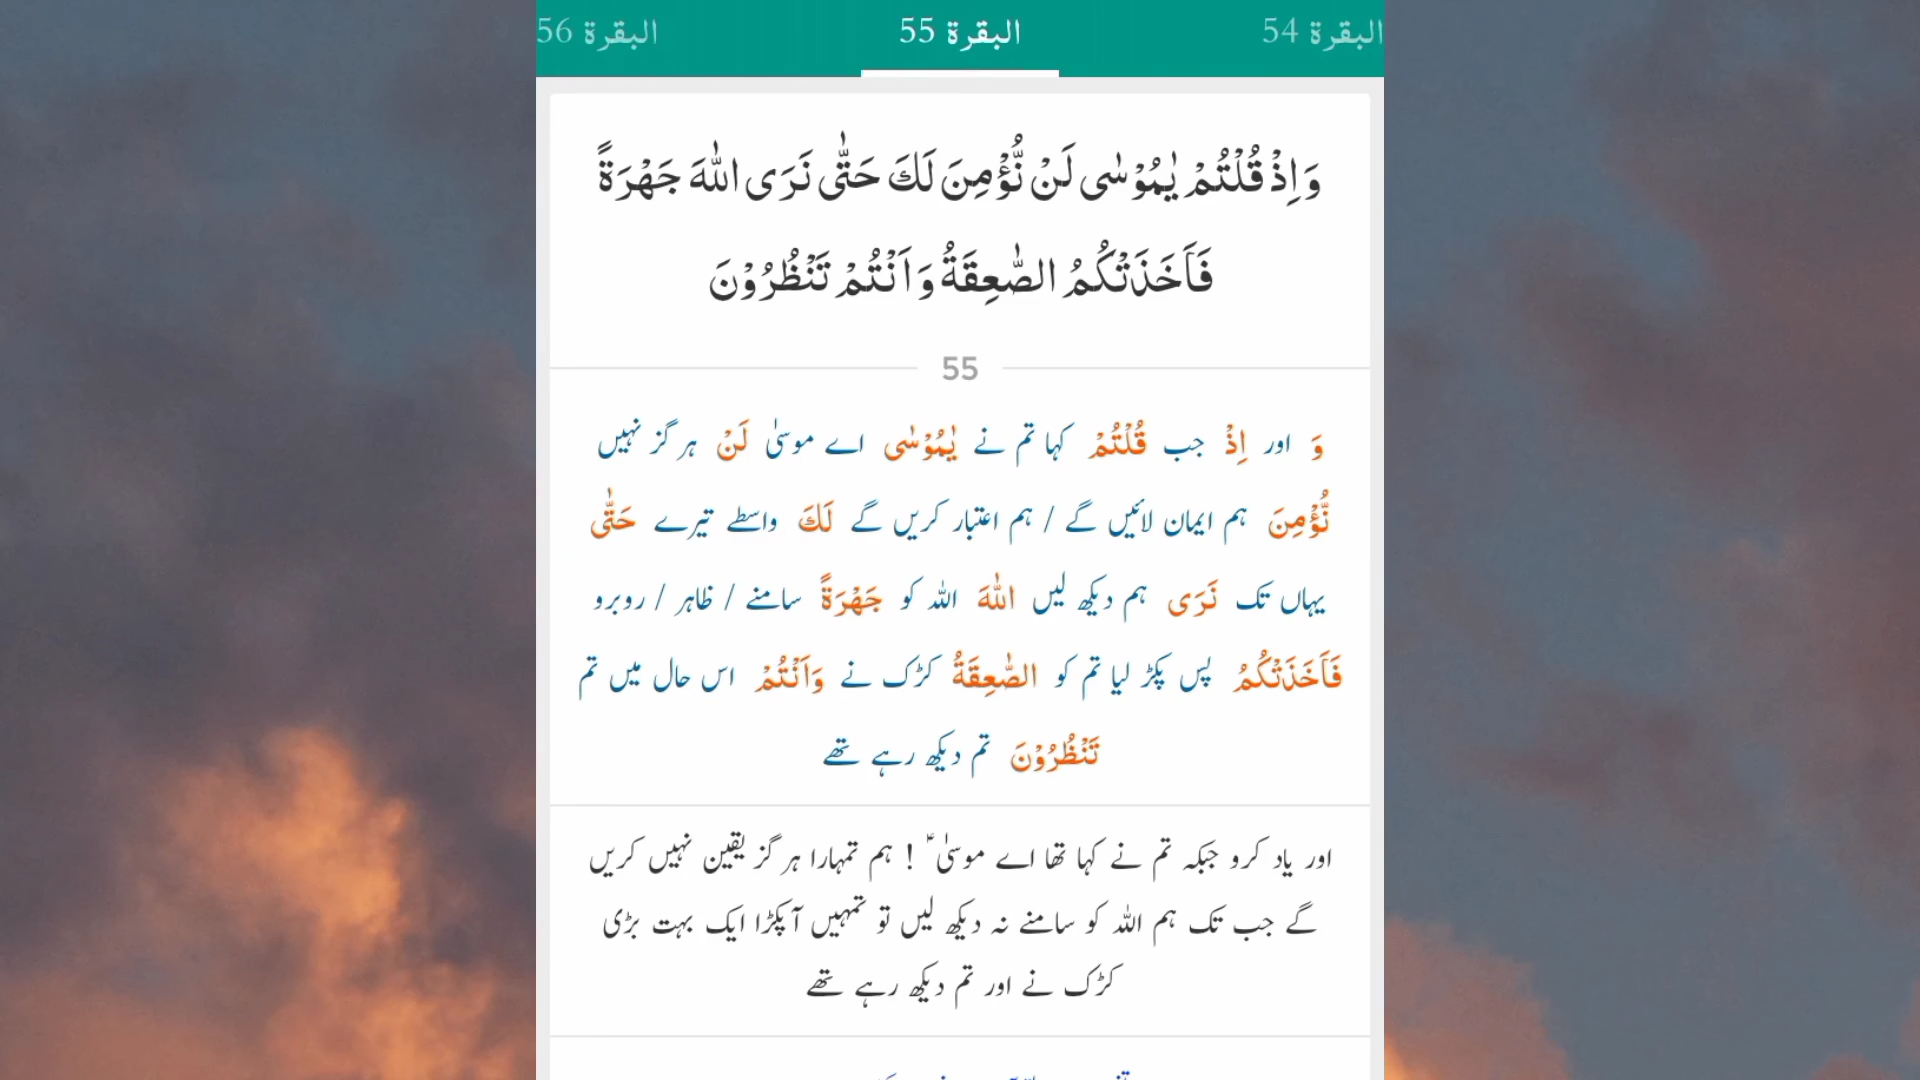 البقرة 54
البقرة 55
البقرة 56
وَاِذۡ قُلۡتُمۡ يٰمُوۡسٰى لَنۡ نُّؤۡمِنَ لَكَ حَتّٰى نَرَى اللّٰهَ جَهۡرَةً
فَاَخَذَتۡكُمُ الصّٰعِقَةُ وَاَنۡتُمۡ تَنۡظُرُوۡنَ
55
وَ اور اِذۡ جب قُلۡتُمۡ کہا تم نے يٰمُوۡسٰى اے موسیٰ لَنۡ ہر گز نہیں
نُّؤۡمِنَ ہم ایمان لائیں گے / ہم اعتبار کریں گے لَكَ واسطے تیرے حَتّٰى
یہاں تک نَرَى ہم دیکھ لیں اللّٰهَ اللہ کو جَهۡرَةً سامنے / ظاہر / روبرو
فَاَخَذَتۡكُمُ پس پکڑ لیا تم کو الصّٰعِقَةُ کڑک نے وَاَنۡتُمۡ اس حال میں تم
تَنۡظُرُوۡنَ تم دیکھ رہے تھے
اور یاد کرو جبکہ تم نے کہا تھا اے موسیٰ ؑ ! ہم تمہارا ہر گز یقین نہیں کریں
گے جب تک ہم اللہ کو سامنے نہ دیکھ لیں تو تمہیں آپکڑا ایک بہت بڑی
کڑک نے اور تم دیکھ رہے تھے